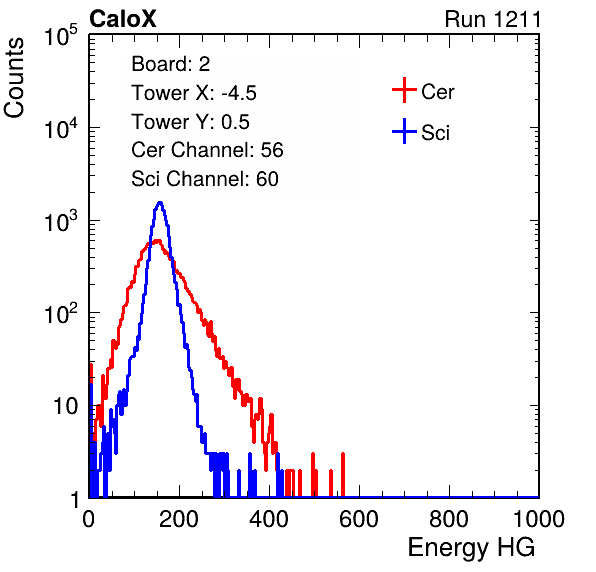 CaloX Run 1211
Counts
10^5
10^4
10^3
10^2
10
1
Board: 2
Tower X: -4.5
Tower Y: 0.5
Cer Channel: 56
Sci Channel: 60
Cer
Sci
0 200 400 600 800 1000
Energy HG